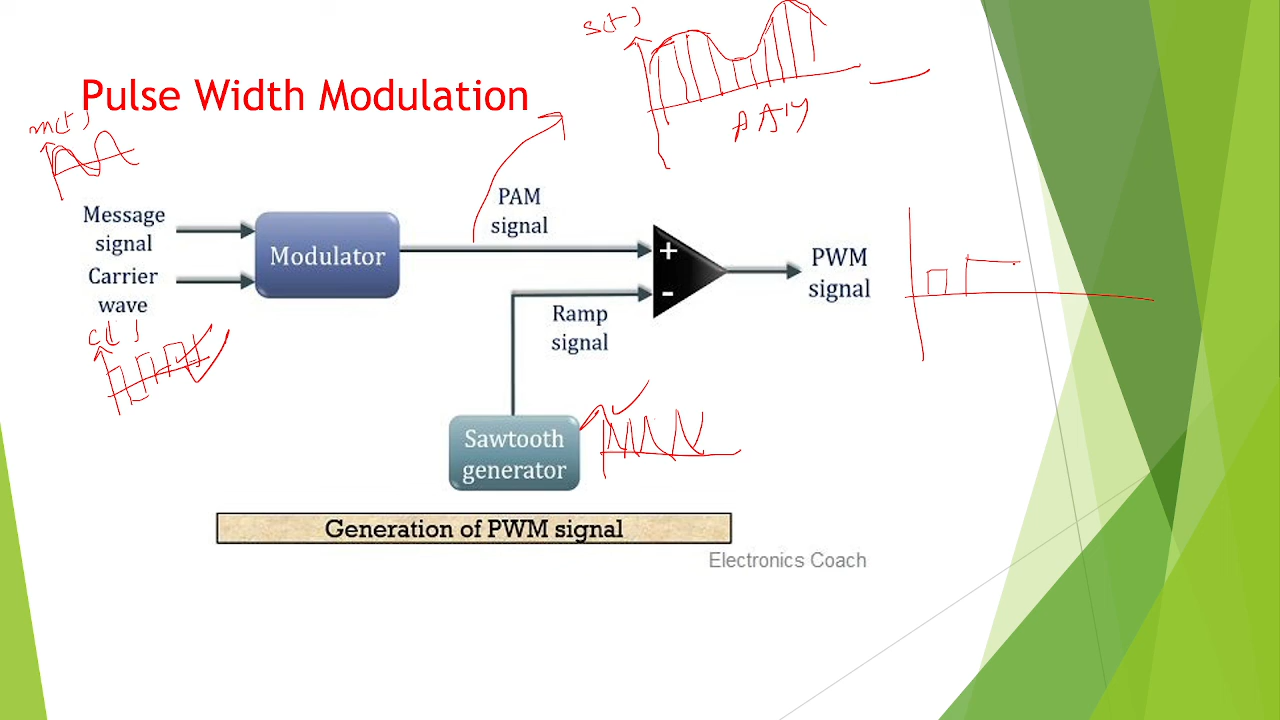 s(t)
Pulse Width Modulation
m(t)
PAM
signal
Message
signal
Modulator
+
PWM
signal
Carrier
wave
-
Ramp
signal
c(t)
Sawtooth
generator
Generation of PWM signal
Electronics Coach